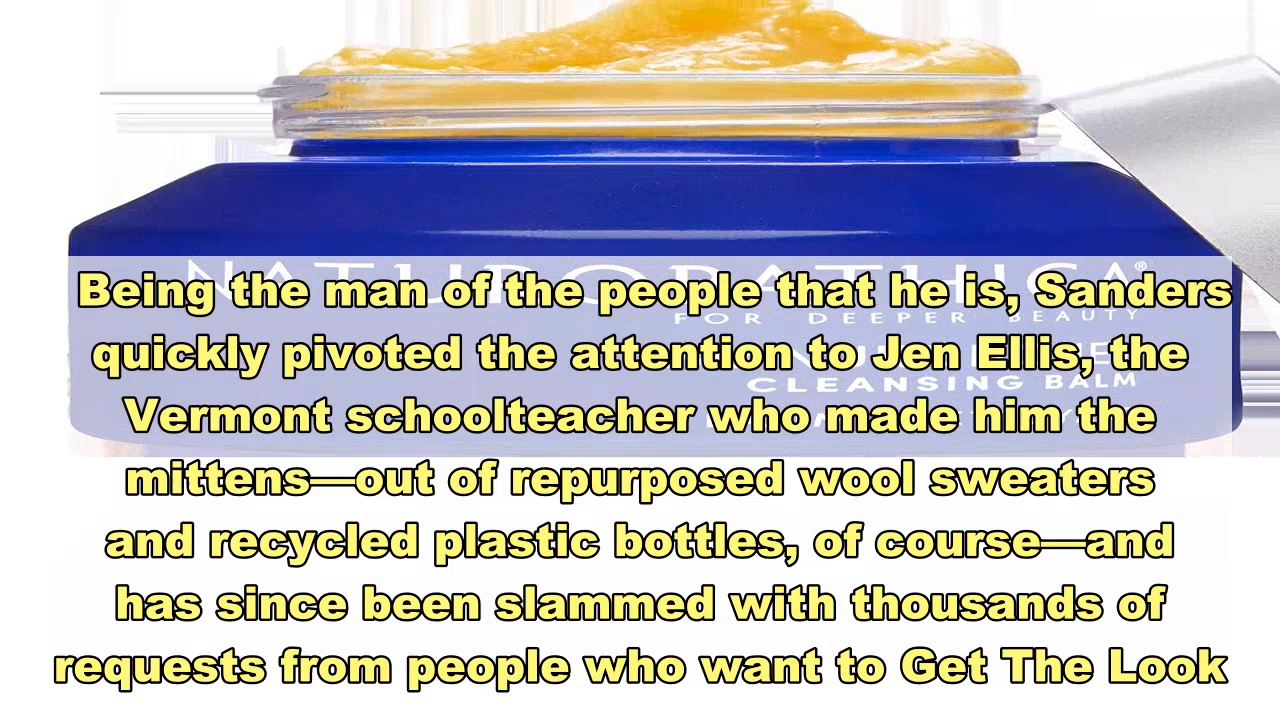 NATUROPATHICA®
Being the man of the people that he is, Sanders
FOR DEEPER BEAUTY
quickly pivoted the attention to Jen Ellis, the
CLEANSING BALM
Vermont schoolteacher who made him the
mittens—out of repurposed wool sweaters
and recycled plastic bottles, of course—and
has since been slammed with thousands of
requests from people who want to Get The Look